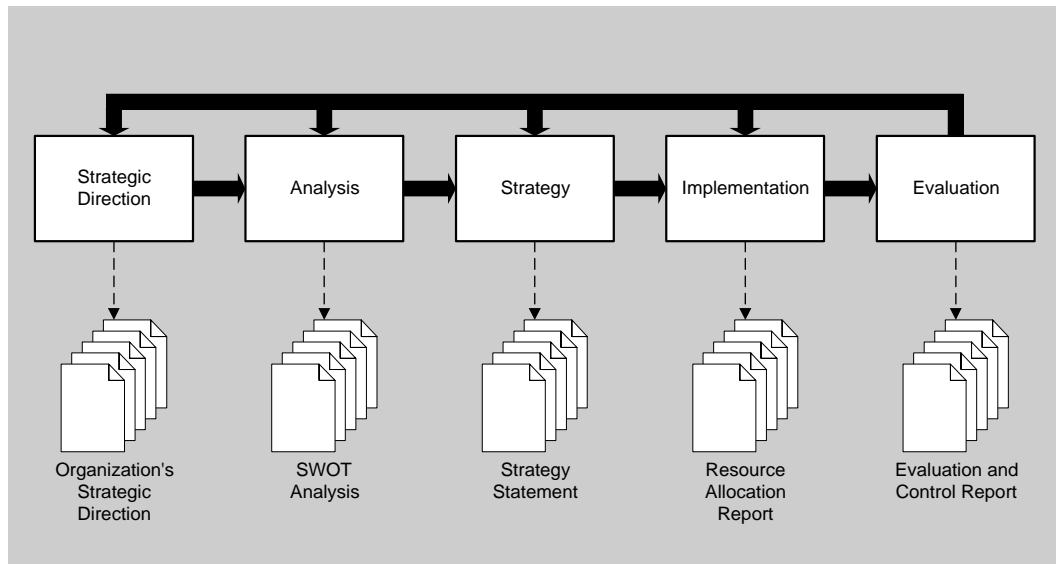 Strategic
Direction
Analysis
Strategy
Implementation
Evaluation
Organization's
Strategic
Direction
SWOT
Analysis
Strategy
Statement
Resource
Allocation
Report
Evaluation and
Control Report